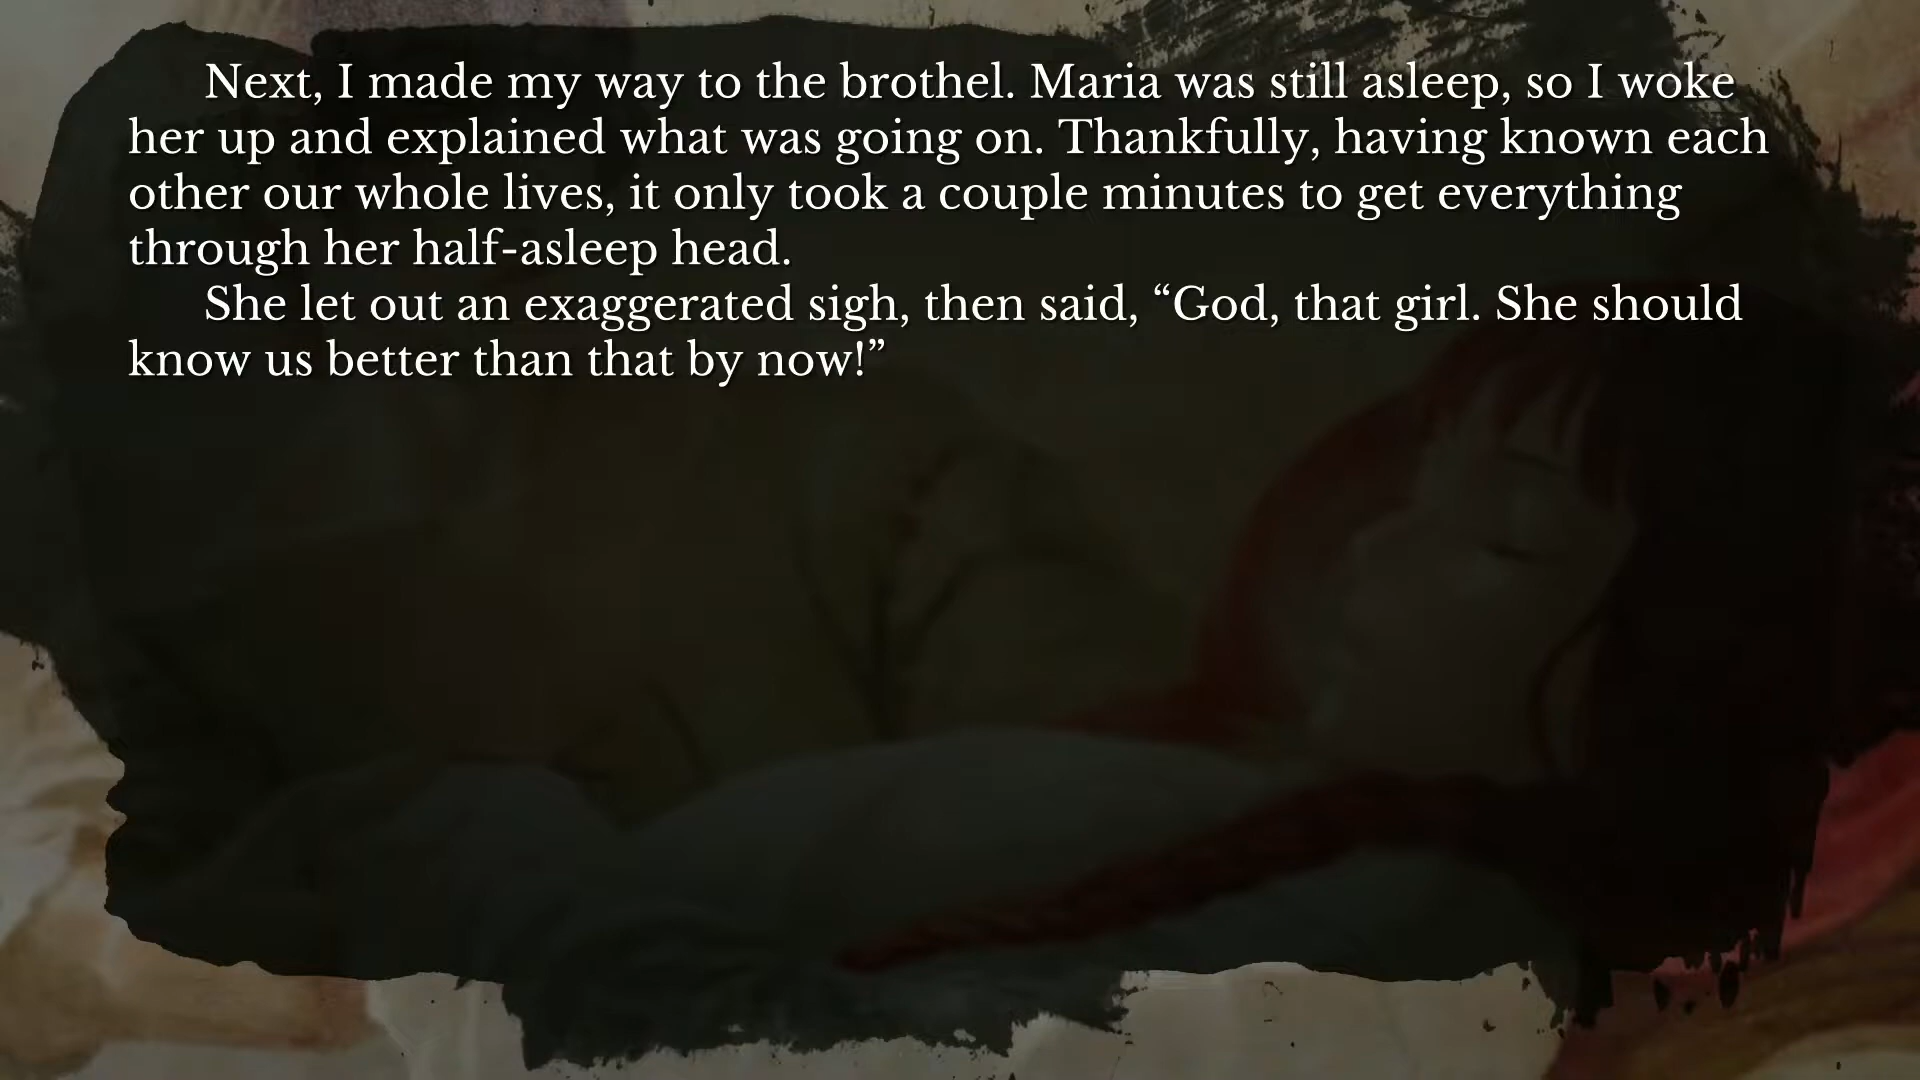 Next, I made my way to the brothel. Maria was still asleep, so I woke
her up and explained what was going on. Thankfully, having known each
other our whole lives, it only took a couple minutes to get everything
through her half-asleep head.
She let out an exaggerated sigh, then said, “God, that girl. She should
know us better than that by now!”